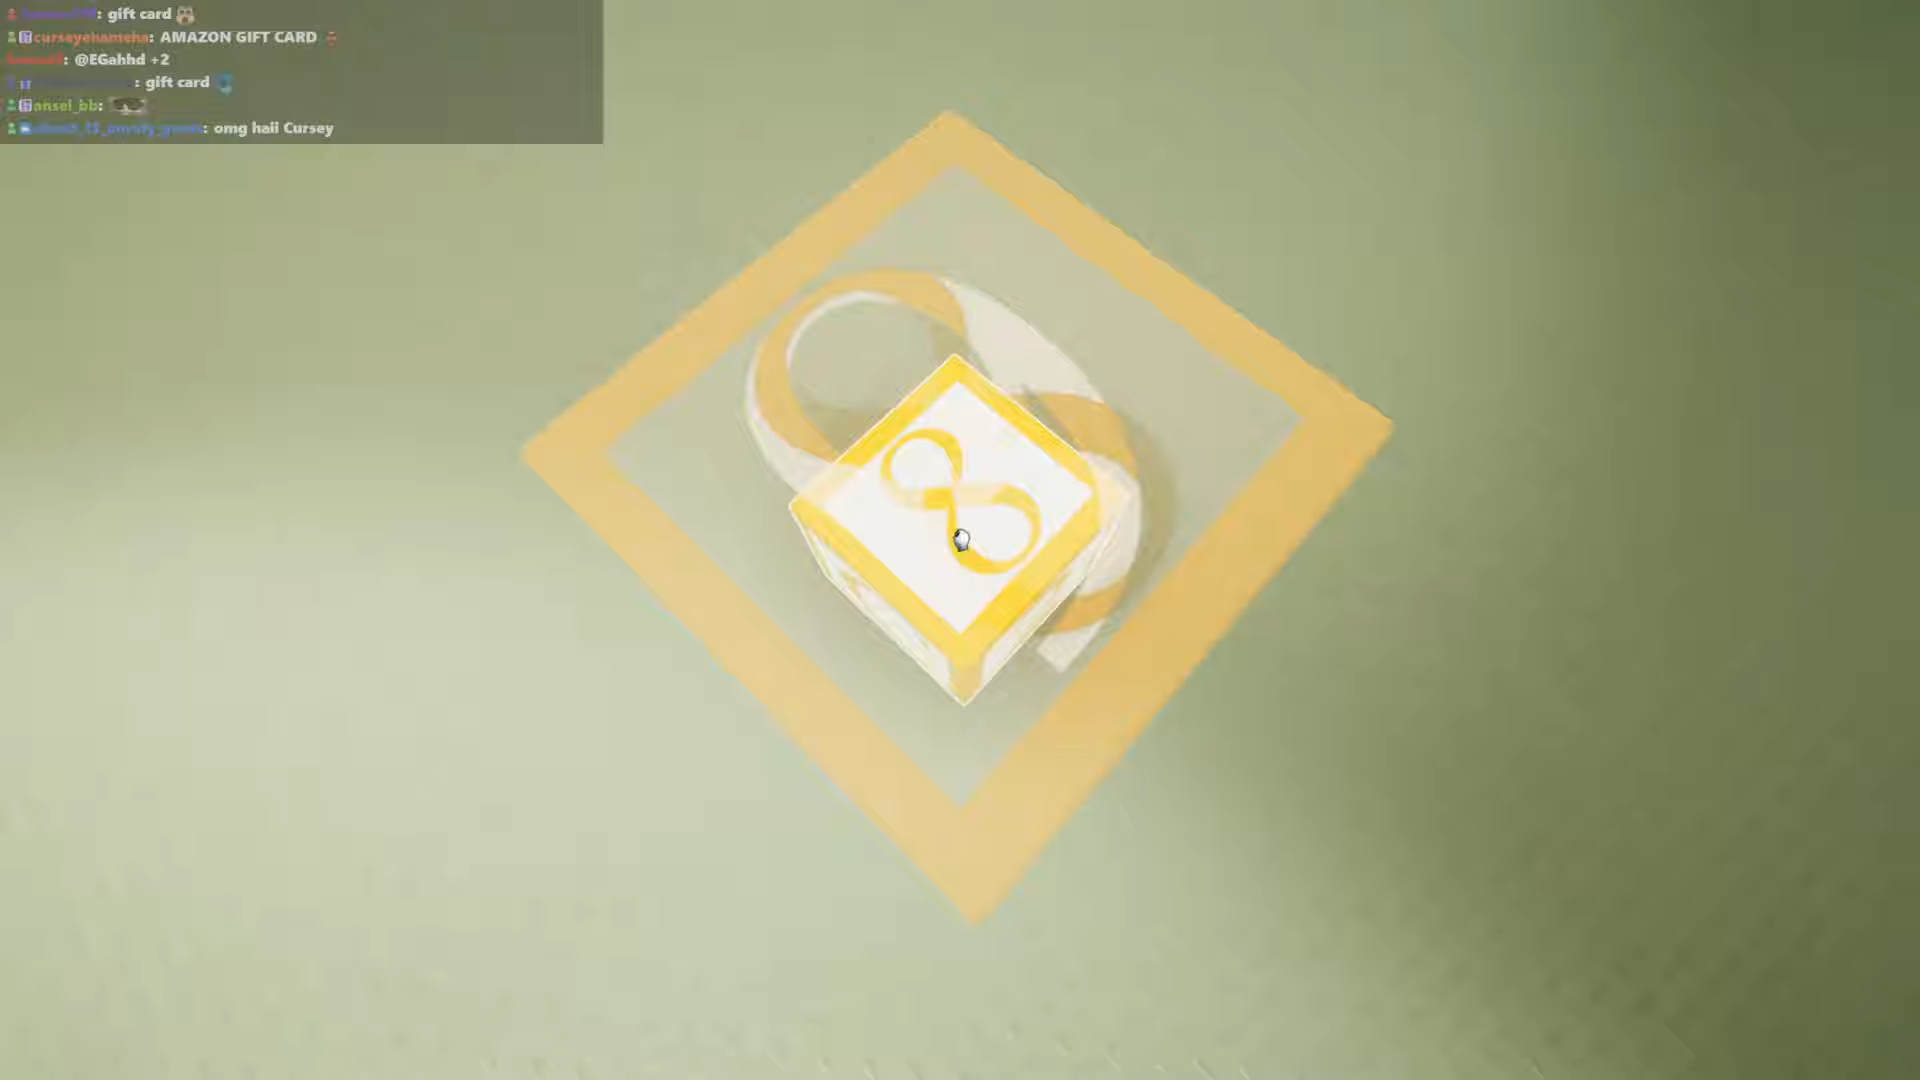 : gift card
curseyehameha: AMAZON GIFT CARD
: @EGahhd +2
: gift card
ansel_bb:
: omg haii Cursey